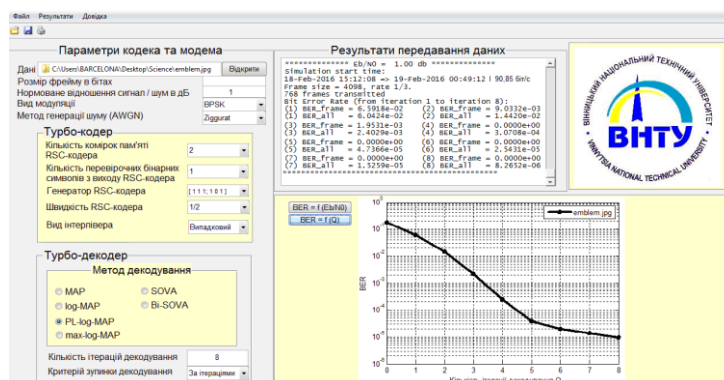 Файл Результати Довідка
Параметри кодека та модема
Дані C:\Users\BARCELONA\Desktop\Science\emblem.jpg Відкрити
Розмір фрейму в бітах
Нормоване відношення сигнал / шум в дБ 1
Вид модуляції BPSK
Метод генерації шуму (AWGN) Ziggurat
Турбо-кодер
Кількість комірок пам'яті RSC-кодера 2
Кількість перевірочних бінарних символів з виходу RSC-кодера 1
Генератор RSC-кодера [1 1 1; 1 0 1]
Швидкість RSC-кодера 1/2
Вид інтерлівера Випадковий
Турбо-декодер
Метод декодування
MAP SOVA
log-MAP Bi-SOVA
PL-log-MAP
max-log-MAP
Кількість ітерацій декодування 8
Критерій зупинки декодування За ітераціями
Результати передавання даних
************** Eb/N0 = 1.00 db **************
Simulation start time:
18-Feb-2016 15:12:08 => 19-Feb-2016 00:49:12 | 90,85 біт/с
Frame size = 4098, rate 1/3.
768 frames transmitted
Bit Error Rate (from iteration 1 to iteration 8):
(1) BER_frame = 6.5918e-02 (2) BER_frame = 9.0332e-03
(1) BER_all = 6.0424e-02 (2) BER_all = 1.4420e-02
(3) BER_frame = 1.9531e-03 (4) BER_frame = 0.0000e+00
(3) BER_all = 2.4029e-03 (4) BER_all = 3.0708e-04
(5) BER_frame = 0.0000e+00 (6) BER_frame = 0.0000e+00
(5) BER_all = 4.7366e-05 (6) BER_all = 2.5431e-05
(7) BER_frame = 0.0000e+00 (8) BER_frame = 0.0000e+00
(7) BER_all = 1.5259e-05 (8) BER_all = 8.2652e-06
ВІННИЦЬКИЙ НАЦІОНАЛЬНИЙ ТЕХНІЧНИЙ УНІВЕРСИТЕТ
ВНТУ
VINNYTSIA NATIONAL TECHNICAL UNIVERSITY
BER = f (Eb/N0)
BER = f (Q)
emblem.jpg
BER
10^0
10^-1
10^-2
10^-3
10^-4
10^-5
10^-6
0 1 2 3 4 5 6 7 8